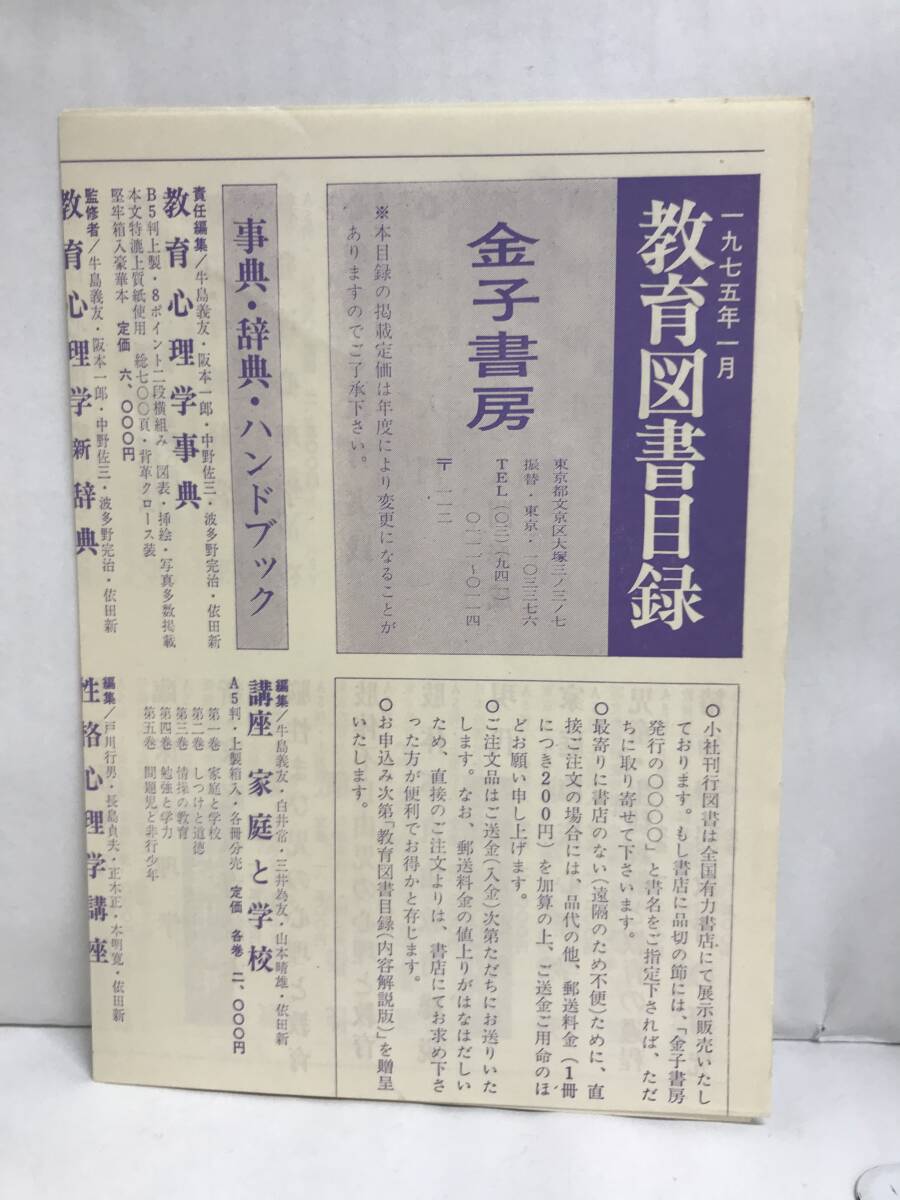 一九七五年一月
教育図書目録
金子書房
東京都文京区大塚三ノ三ノ七
振替・東京・一〇三三七六
TEL(〇三)(九四一)
〇一一一〜〇一一四
〒 一一二
※本目録の掲載定価は年度により変更になることが
ありますのでご了承下さい。
○小社刊行図書は全国有力書店にて展示販売いたし
ております。もし書店に品切の節には、「金子書房
発行の〇〇〇〇」と書名をご指定下されば、ただ
ちに取り寄せて下さいます。
○最寄りに書店のない(遠隔のため不便)ために、直
接ご注文の場合には、品代の他、郵送料金(1冊
につき200円)を加算の上、ご送金ご用命のほ
どお願い申し上げます。
○ご注文品はご送金(入金)次第ただちにお送りいた
します。なお、郵送料金の値上りがはなはだしい
ため、直接のご注文よりは、書店にてお求め下さ
った方が便利でお得かと存じます。
○お申込み次第「教育図書目録(内容解説版)」を贈呈
いたします。
事典・辞典・ハンドブック
責任編集/牛島義友・阪本一郎・中野佐三・波多野完治・依田新
教育心理学事典
B5判上製・8ポイント二段横組み 図表・挿絵・写真多数掲載
本文特漉上質紙使用 総七〇〇頁・背革クロース装
堅牢箱入豪華本 定価 六、〇〇〇円
監修者/牛島義友・阪本一郎・中野佐三・波多野完治・依田新
教育心理学新辞典
編集/牛島義友・白井常・三井為友・山本晴雄・依田新
講座 家庭と学校
A5判・上製箱入・各冊分売 定価 各巻 二、〇〇〇円
第一巻 家庭と学校
第二巻 しつけと道徳
第三巻 情操の教育
第四巻 勉強と学力
第五巻 問題児と非行少年
編集/戸川行男・長島貞夫・正木正・本明寛・依田新
性格心理学講座